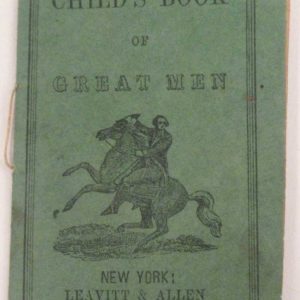 CHILD'S BOOK
OF
GREAT MEN
NEW YORK:
LEAVITT & ALLEN